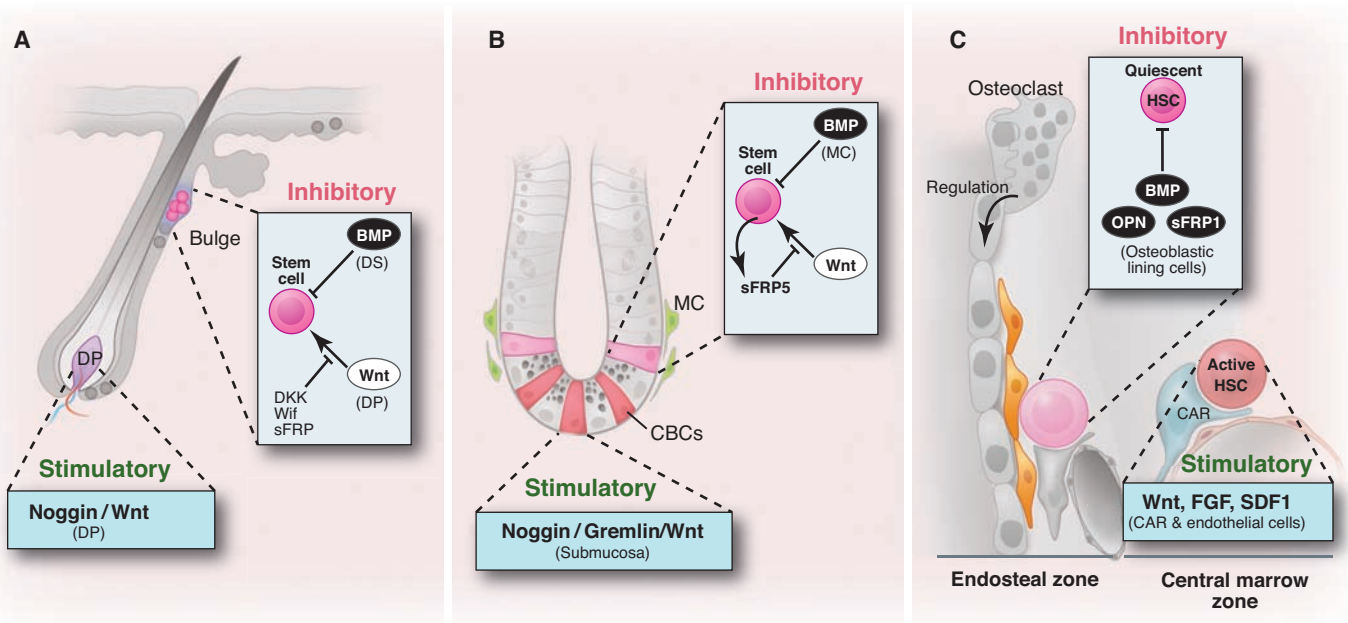 A
Inhibitory
BMP
(DS)
Stem
cell
Wnt
(DP)
DKK
Wif
sFRP
Bulge
DP
Stimulatory
Noggin / Wnt
(DP)
B
Inhibitory
BMP
(MC)
Stem
cell
Wnt
sFRP5
MC
CBCs
Stimulatory
Noggin / Gremlin/Wnt
(Submucosa)
C
Inhibitory
Quiescent
HSC
BMP
OPN
sFRP1
(Osteoblastic
lining cells)
Osteoclast
Regulation
Active
HSC
CAR
Stimulatory
Wnt, FGF, SDF1
(CAR & endothelial cells)
Endosteal zone
Central marrow
zone